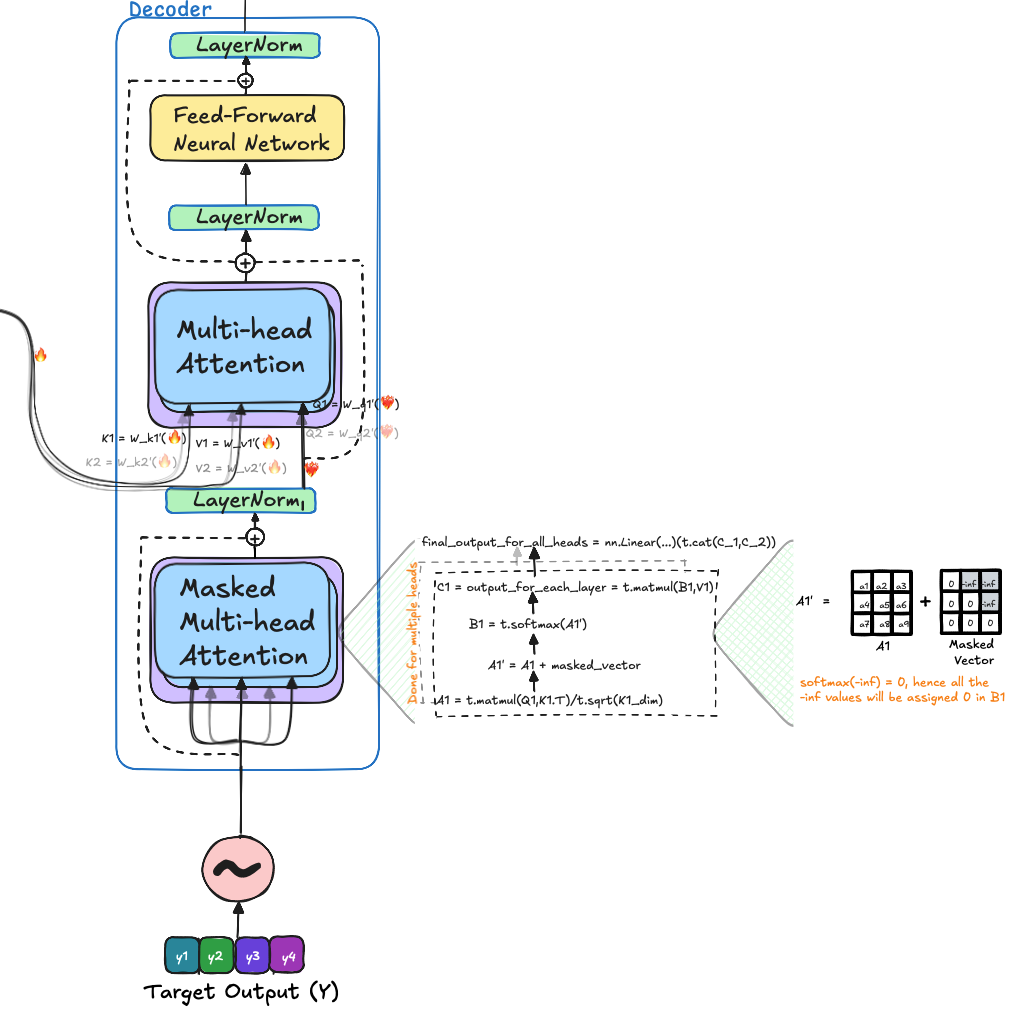 Decoder
LayerNorm
Feed-Forward
Neural Network
LayerNorm
Multi-head
Attention
Q1 = W_q1'(❤️‍🔥)
Q2 = W_q2'(❤️‍🔥)
K1 = W_k1'(🔥)
V1 = W_v1'(🔥)
K2 = W_k2'(🔥)
V2 = W_v2'(🔥)
LayerNorm
Masked
Multi-head
Attention
Done for multiple heads
final_output_for_all_heads = nn.Linear(...)(t.cat(C_1,C_2))
C1 = output_for_each_layer = t.matmul(B1,V1)
B1 = t.softmax(A1')
A1' = A1 + masked_vector
A1 = t.matmul(Q1,K1.T)/t.sqrt(K1_dim)
A1' =
a1 a2 a3
a4 a5 a6
a7 a8 a9
A1
+
0 -inf -inf
0 0 -inf
0 0 0
Masked
Vector
softmax(-inf) = 0, hence all the
-inf values will be assigned 0 in B1
y1 y2 y3 y4
Target Output (Y)